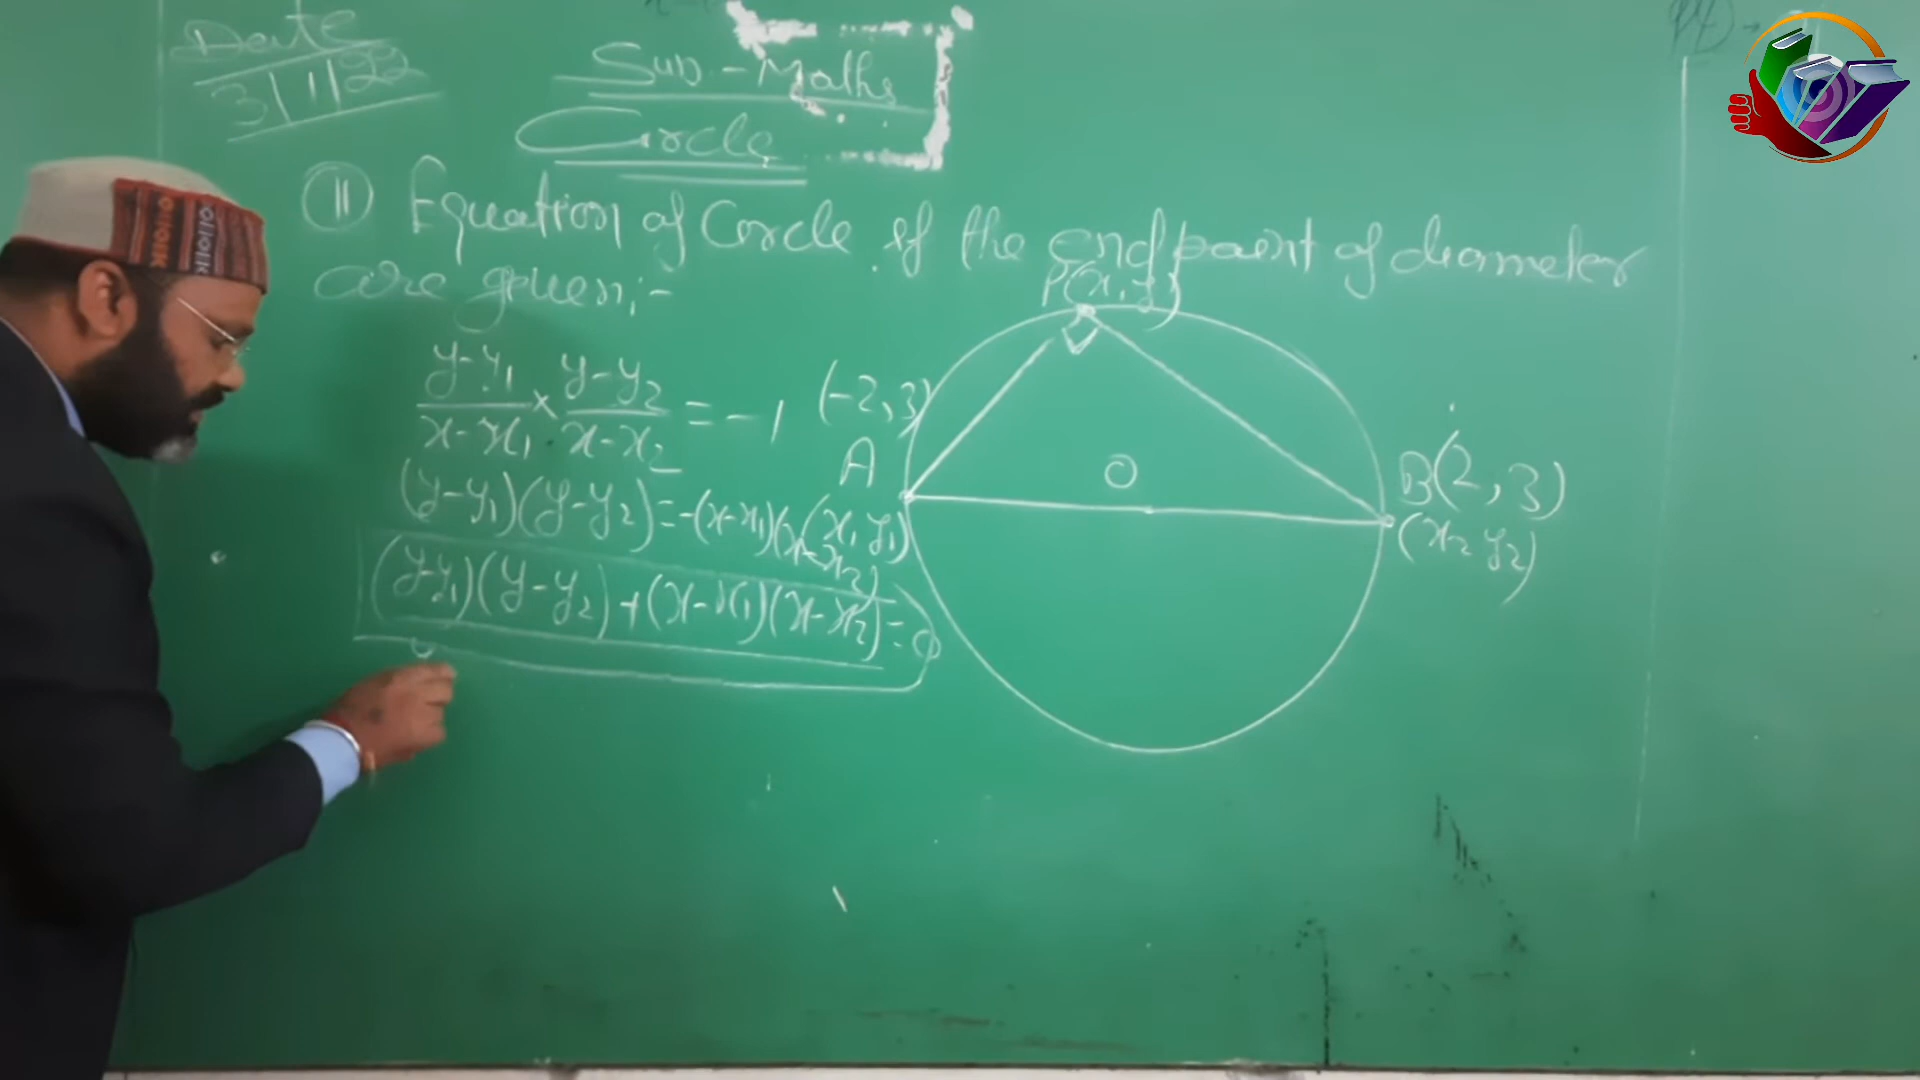 Date
3/11/22
Sub - Maths
Circle
(11) Equation of Circle if the end point of diameter
are given:-
P(x, y)
(y-y₁)/(x-x₁) × (y-y₂)/(x-x₂) = -1
(-2, 3)
A
(x₁ y₁)
O
B(2, 3)
(x₂ y₂)
(y-y₁)(y-y₂) = -(x-x₁)(x-x₂)
(y-y₁)(y-y₂) + (x-x₁)(x-x₂) = 0